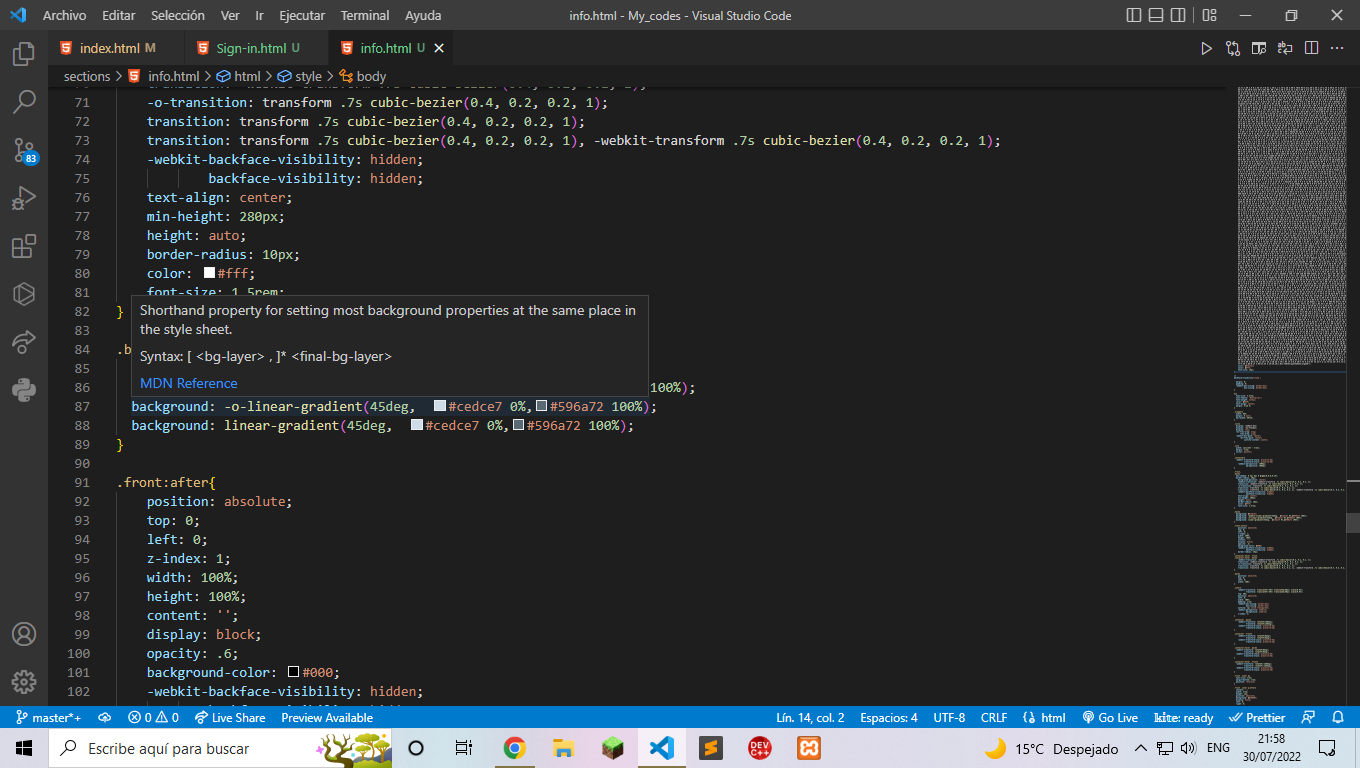 Archivo Editar Selección Ver Ir Ejecutar Terminal Ayuda info.html - My_codes - Visual Studio Code
index.html M Sign-in.html U info.html U
sections > info.html > html > style > body
71 -o-transition: transform .7s cubic-bezier(0.4, 0.2, 0.2, 1);
72 transition: transform .7s cubic-bezier(0.4, 0.2, 0.2, 1);
73 transition: transform .7s cubic-bezier(0.4, 0.2, 0.2, 1), -webkit-transform .7s cubic-bezier(0.4, 0.2, 0.2, 1);
74 -webkit-backface-visibility: hidden;
75 backface-visibility: hidden;
76 text-align: center;
77 min-height: 280px;
78 height: auto;
79 border-radius: 10px;
80 color: #fff;
81 font-size: 1.5rem;
82 }
Shorthand property for setting most background properties at the same place in
the style sheet.
Syntax: [ <bg-layer> , ]* <final-bg-layer>
MDN Reference
83
84 .b
85
86 100%);
87 background: -o-linear-gradient(45deg, #cedce7 0%, #596a72 100%);
88 background: linear-gradient(45deg, #cedce7 0%, #596a72 100%);
89 }
90
91 .front:after{
92 position: absolute;
93 top: 0;
94 left: 0;
95 z-index: 1;
96 width: 100%;
97 height: 100%;
98 content: '';
99 display: block;
100 opacity: .6;
101 background-color: #000;
102 -webkit-backface-visibility: hidden;
83
master*+ 0 0 Live Share Preview Available Lín. 14, col. 2 Espacios: 4 UTF-8 CRLF html Go Live kite: ready Prettier
Escribe aquí para buscar DEV C++ 15°C Despejado ENG 21:58
30/07/2022